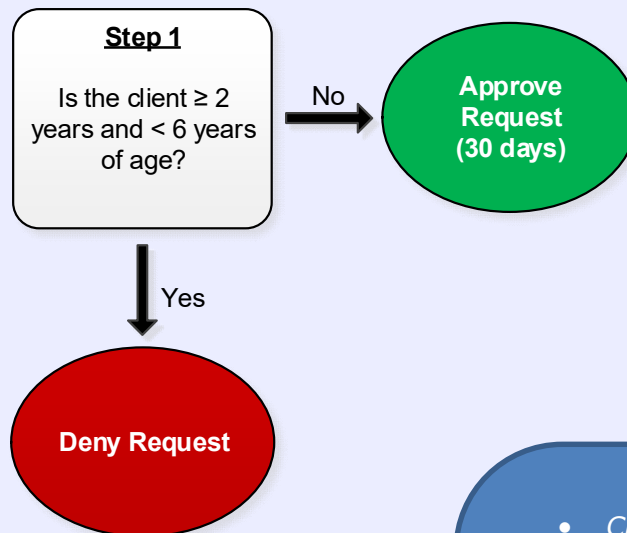 Step 1
Is the client ≥ 2
years and < 6 years
of age?
No
Approve
Request
(30 days)
Yes
Deny Request
•